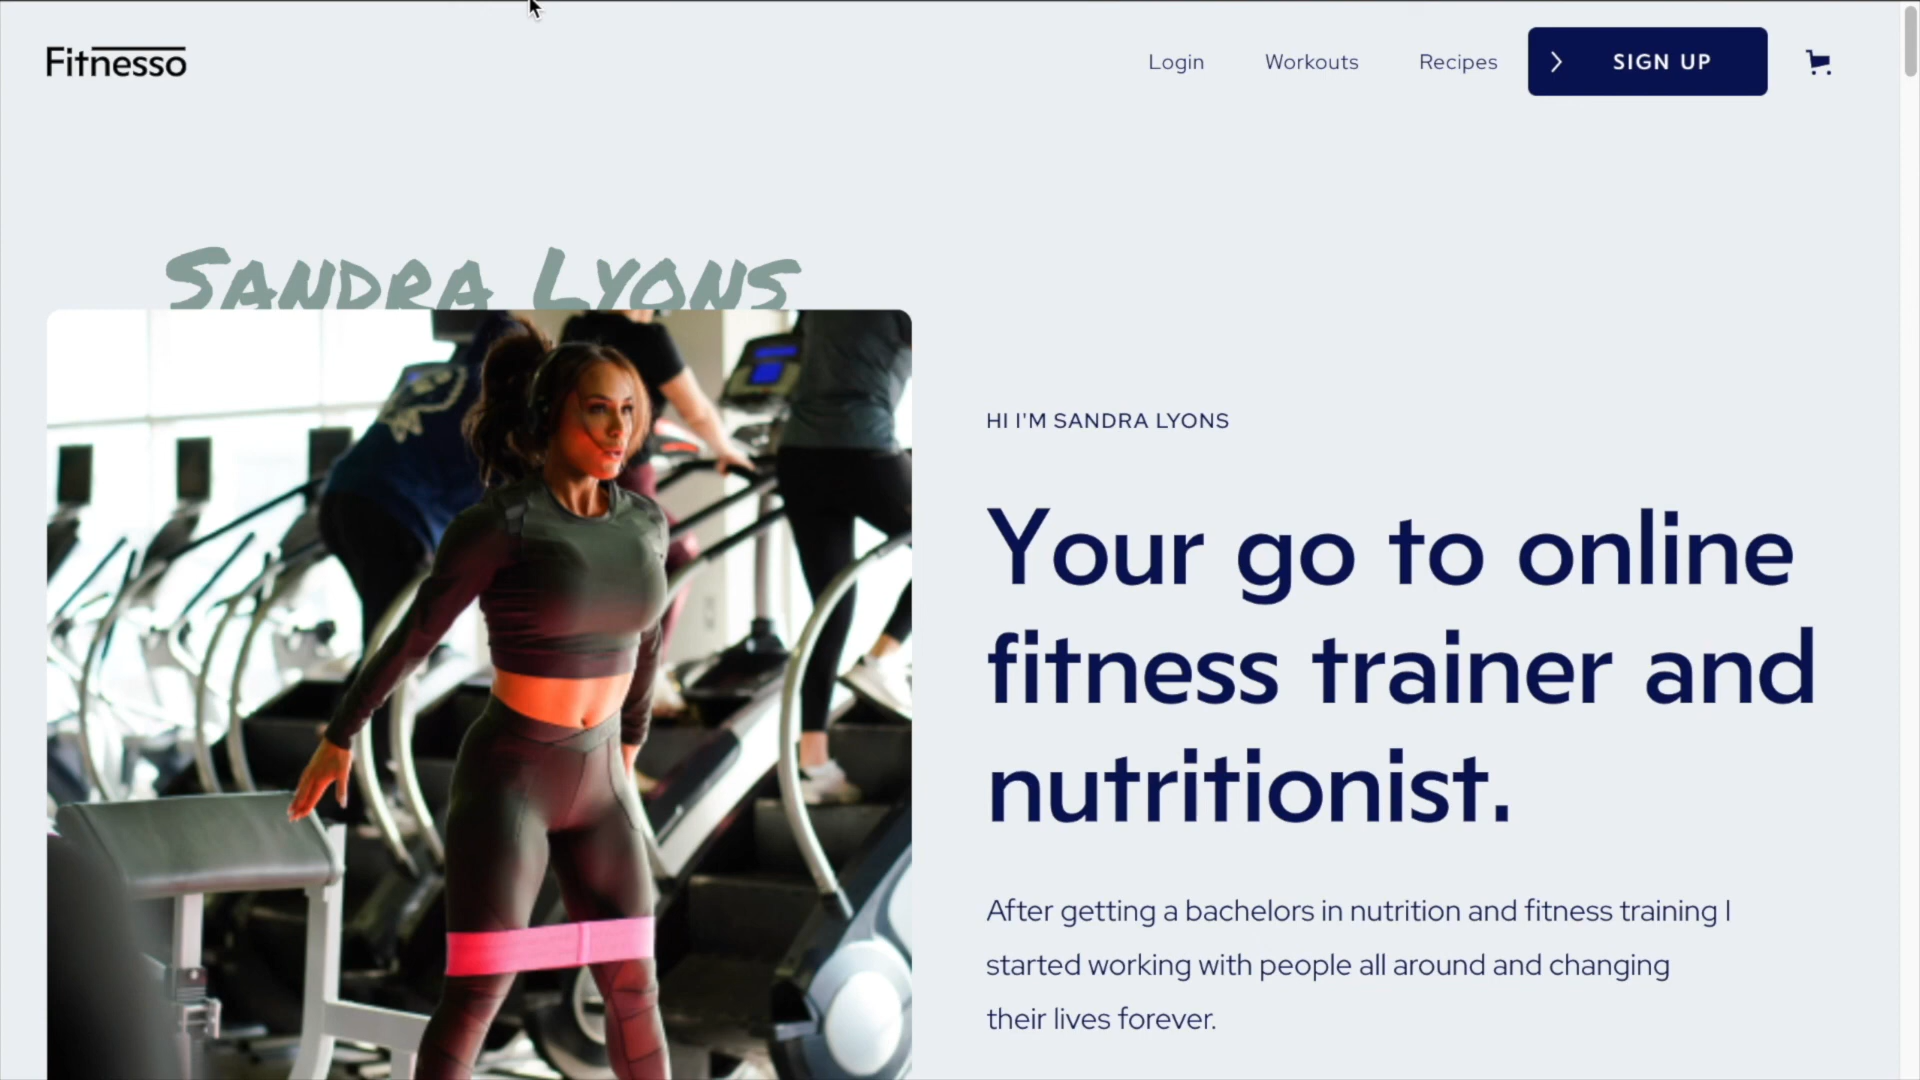 Fitnesso
Login
Workouts
Recipes
SIGN UP
SANDRA LYONS
HI I'M SANDRA LYONS
Your go to online
fitness trainer and
nutritionist.
After getting a bachelors in nutrition and fitness training I
started working with people all around and changing
their lives forever.